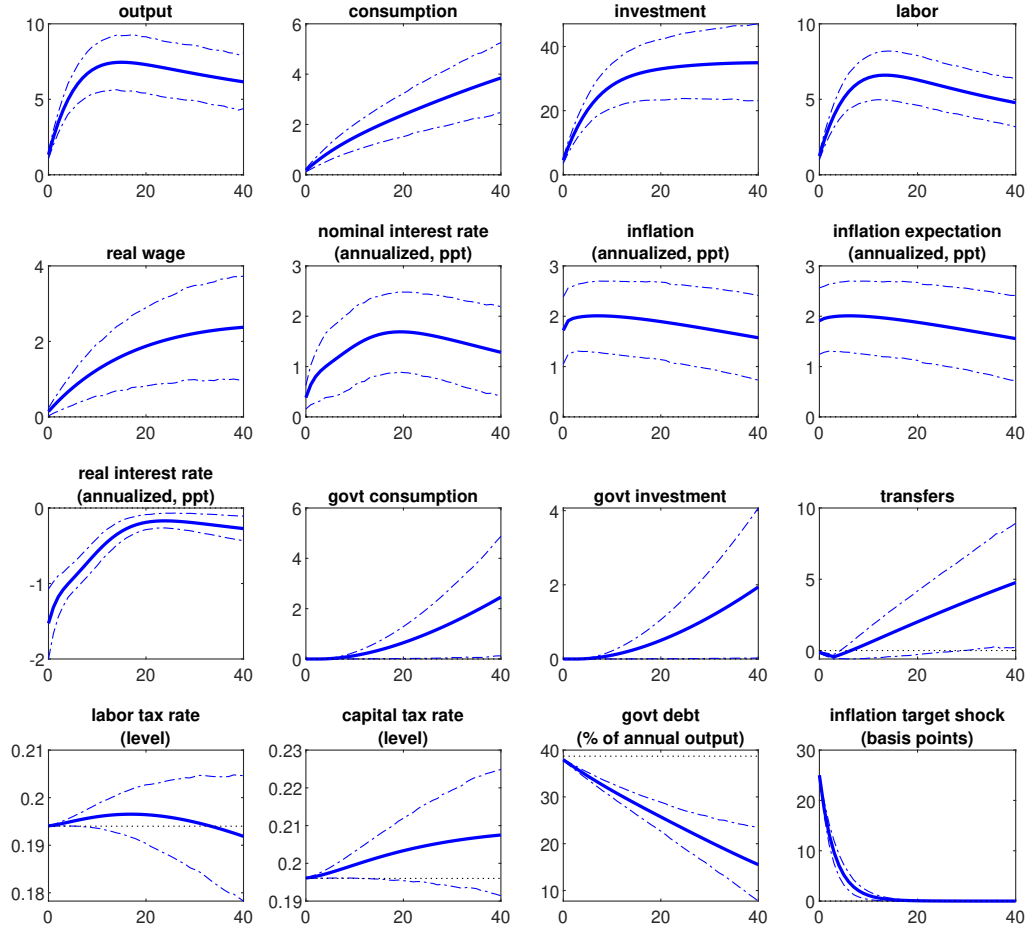 output
consumption
investment
labor
10
5
0
0 20 40
6
4
2
0
0 20 40
40
20
0
0 20 40
10
5
0
0 20 40
real wage
nominal interest rate
(annualized, ppt)
inflation
(annualized, ppt)
inflation expectation
(annualized, ppt)
4
2
0
0 20 40
3
2
1
0
0 20 40
3
2
1
0
0 20 40
3
2
1
0
0 20 40
real interest rate
(annualized, ppt)
govt consumption
govt investment
transfers
0
-1
-2
0 20 40
6
4
2
0
0 20 40
4
2
0
0 20 40
10
5
0
0 20 40
labor tax rate
(level)
capital tax rate
(level)
govt debt
(% of annual output)
inflation target shock
(basis points)
0.21
0.2
0.19
0.18
0 20 40
0.23
0.22
0.21
0.2
0.19
0 20 40
40
30
20
10
0 20 40
30
20
10
0
0 20 40